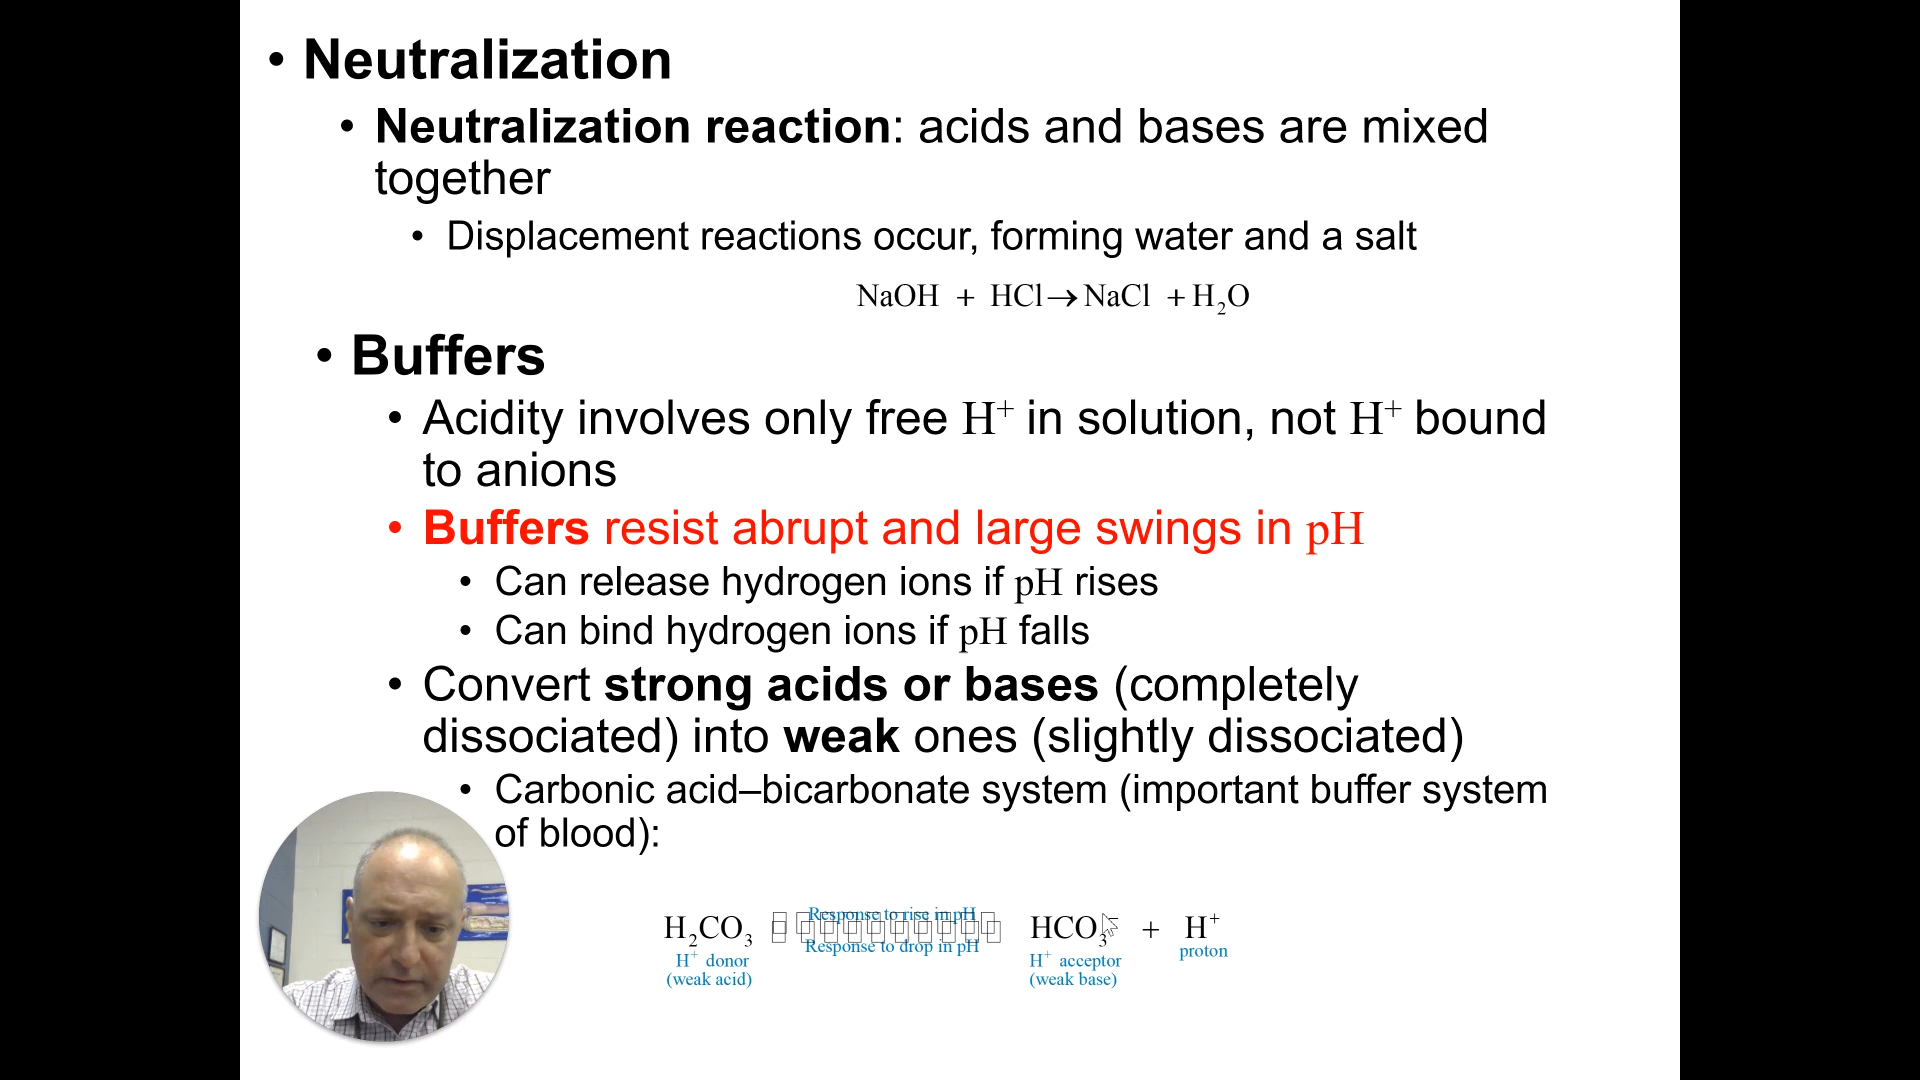 • Neutralization
• Neutralization reaction: acids and bases are mixed
together
• Displacement reactions occur, forming water and a salt
NaOH + HCl → NaCl + H₂O
• Buffers
• Acidity involves only free H⁺ in solution, not H⁺ bound
to anions
• Buffers resist abrupt and large swings in pH
• Can release hydrogen ions if pH rises
• Can bind hydrogen ions if pH falls
• Convert strong acids or bases (completely
dissociated) into weak ones (slightly dissociated)
• Carbonic acid–bicarbonate system (important buffer system
of blood):
Response to rise in pH
H₂CO₃ HCO₃⁻ + H⁺
Response to drop in pH
H⁺ donor H⁺ acceptor proton
(weak acid) (weak base)